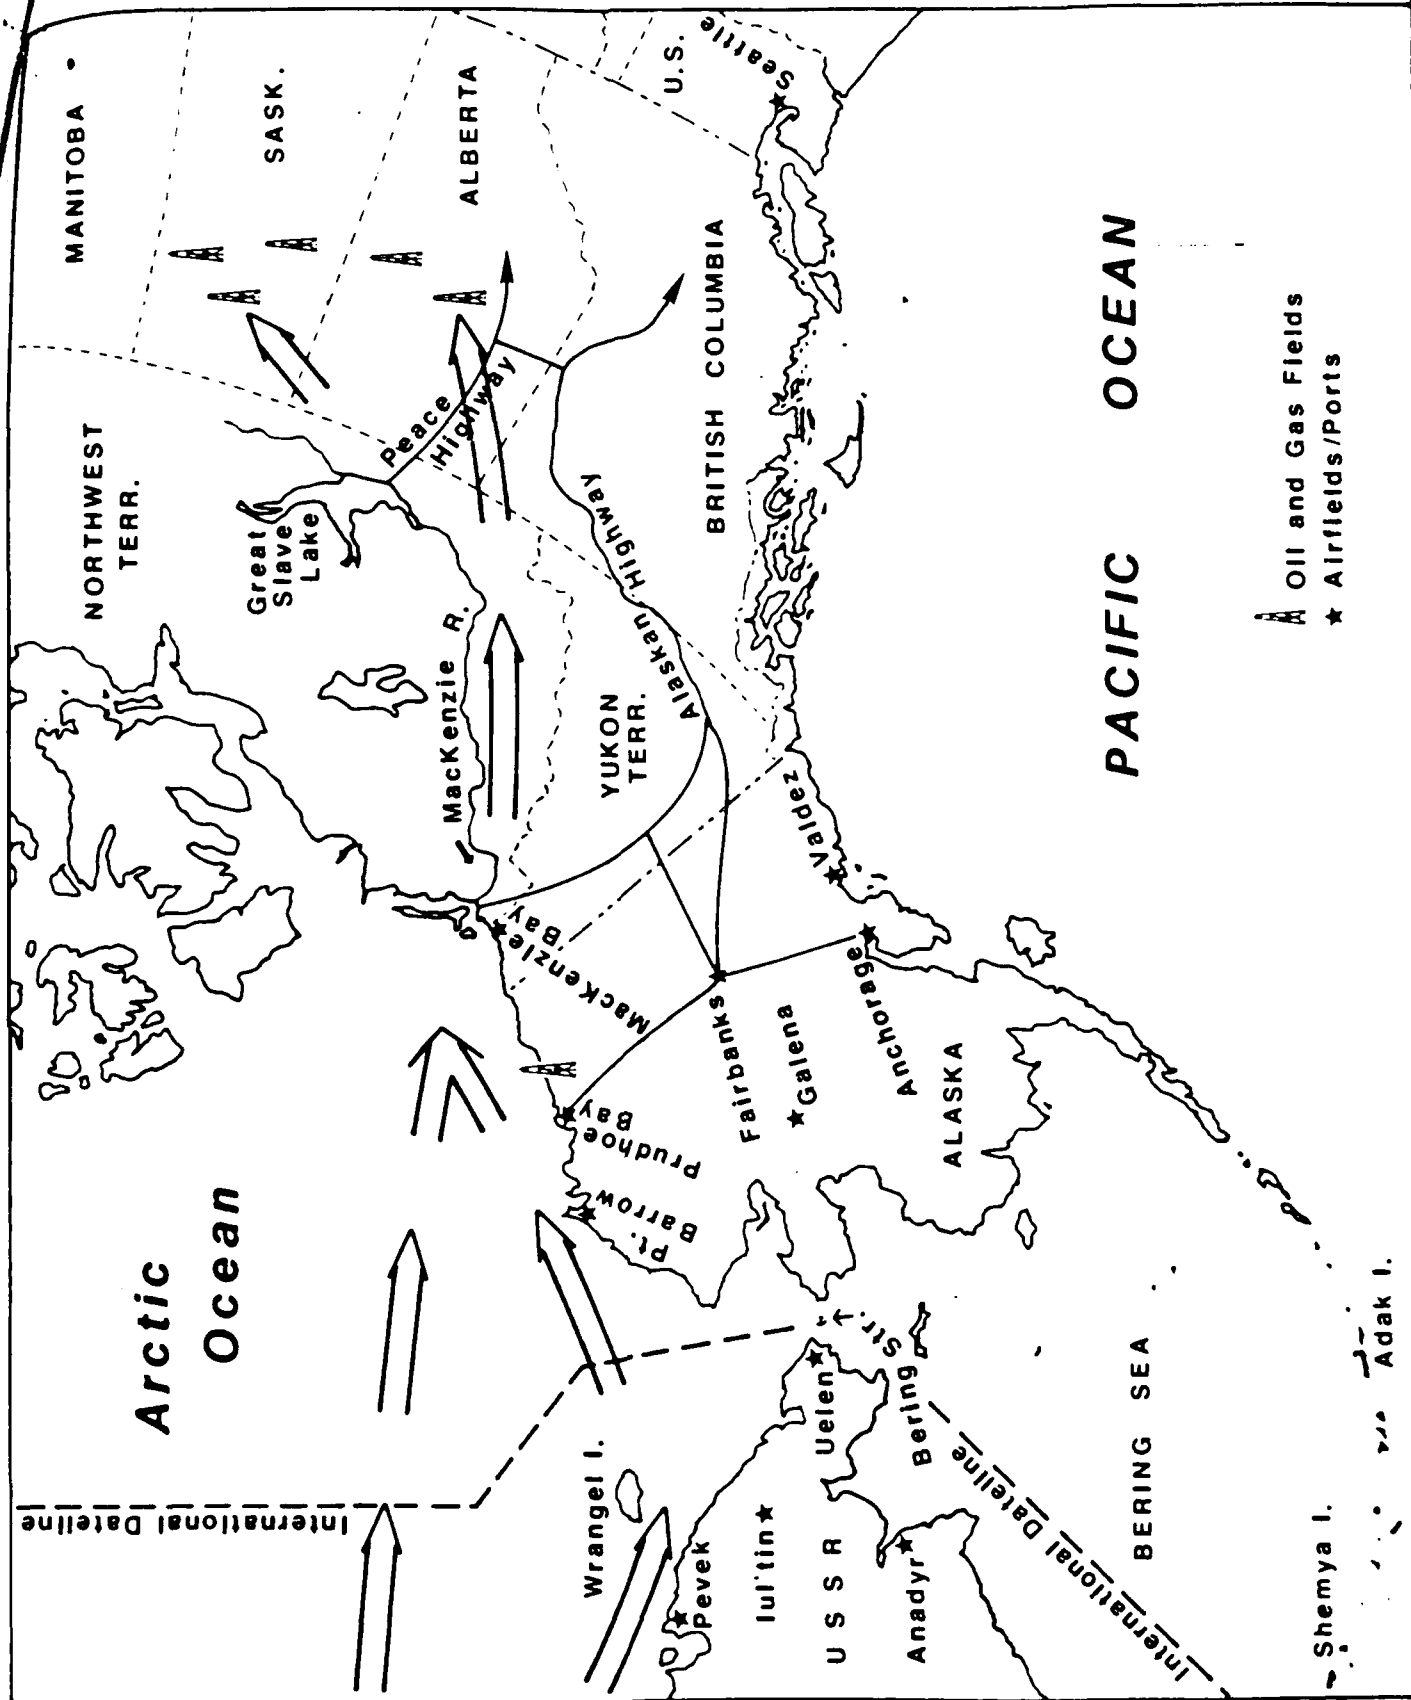 Arctic
Ocean
International Dateline
Wrangel I.
Pevek
Iul'tin
U S S R
Anadyr
Uelen
Bering
Str.
International Dateline
International Dateline
BERING SEA
Shemya I.
Adak I.
Pt.
Barrow
Prudhoe
Bay
MacKenzie
Bay
Fairbanks
Galena
Anchorage
ALASKA
Valdez
MacKenzie R.
YUKON
TERR.
Alaskan Highway
NORTHWEST
TERR.
Great
Slave
Lake
Peace
Highway
MANITOBA
SASK.
ALBERTA
BRITISH COLUMBIA
U.S.
Seattle
PACIFIC OCEAN
Oil and Gas Fields
Airfields/Ports